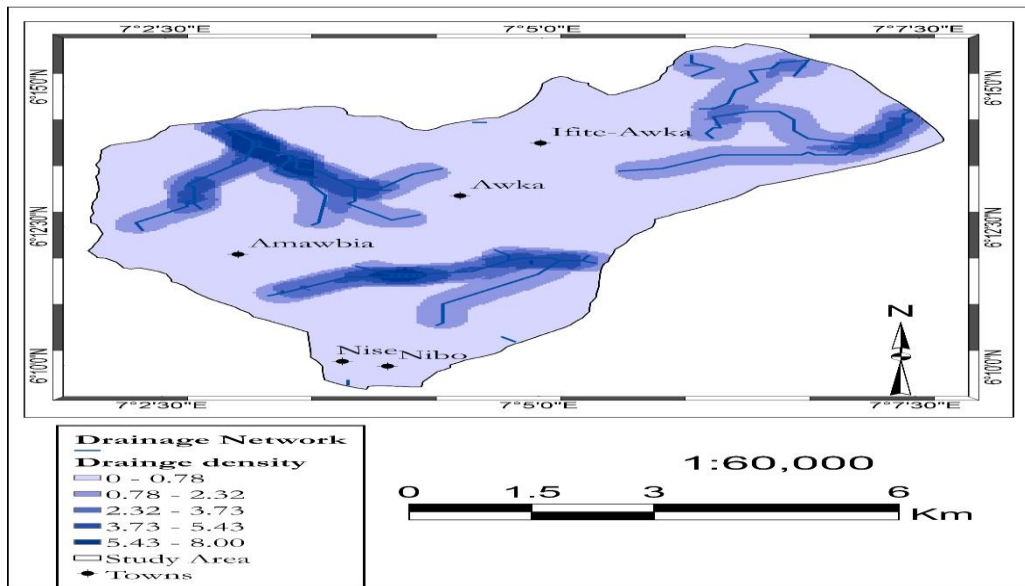 7°2'30"E 7°5'0"E 7°7'30"E
6°15'0"N 6°15'0"N
Ifite-Awka
Awka
6°12'30"N 6°12'30"N
Amawbia
N
Nise Nibo
6°10'0"N 6°10'0"N
7°2'30"E 7°5'0"E 7°7'30"E
Drainage Network
Drainge density
0 - 0.78
0.78 - 2.32
2.32 - 3.73
3.73 - 5.43
5.43 - 8.00
Study Area
Towns
1:60,000
0 1.5 3 6
Km